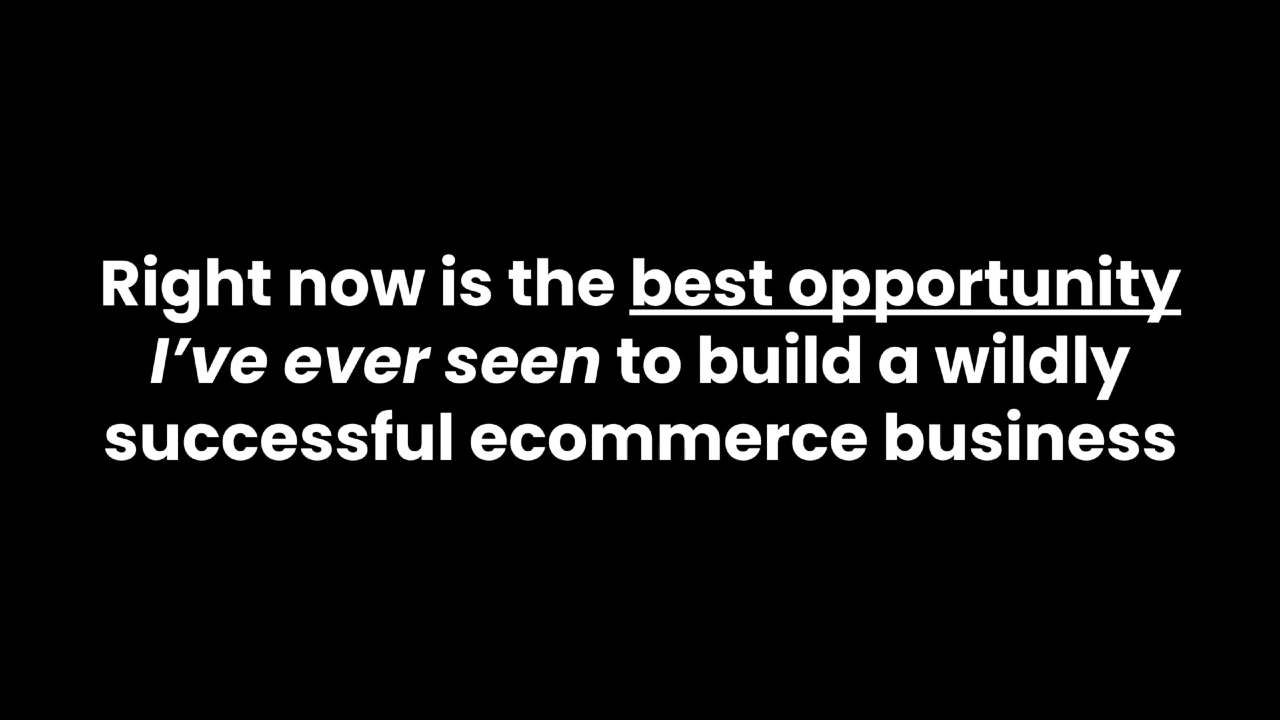 Right now is the best opportunity
I’ve ever seen to build a wildly
successful ecommerce business